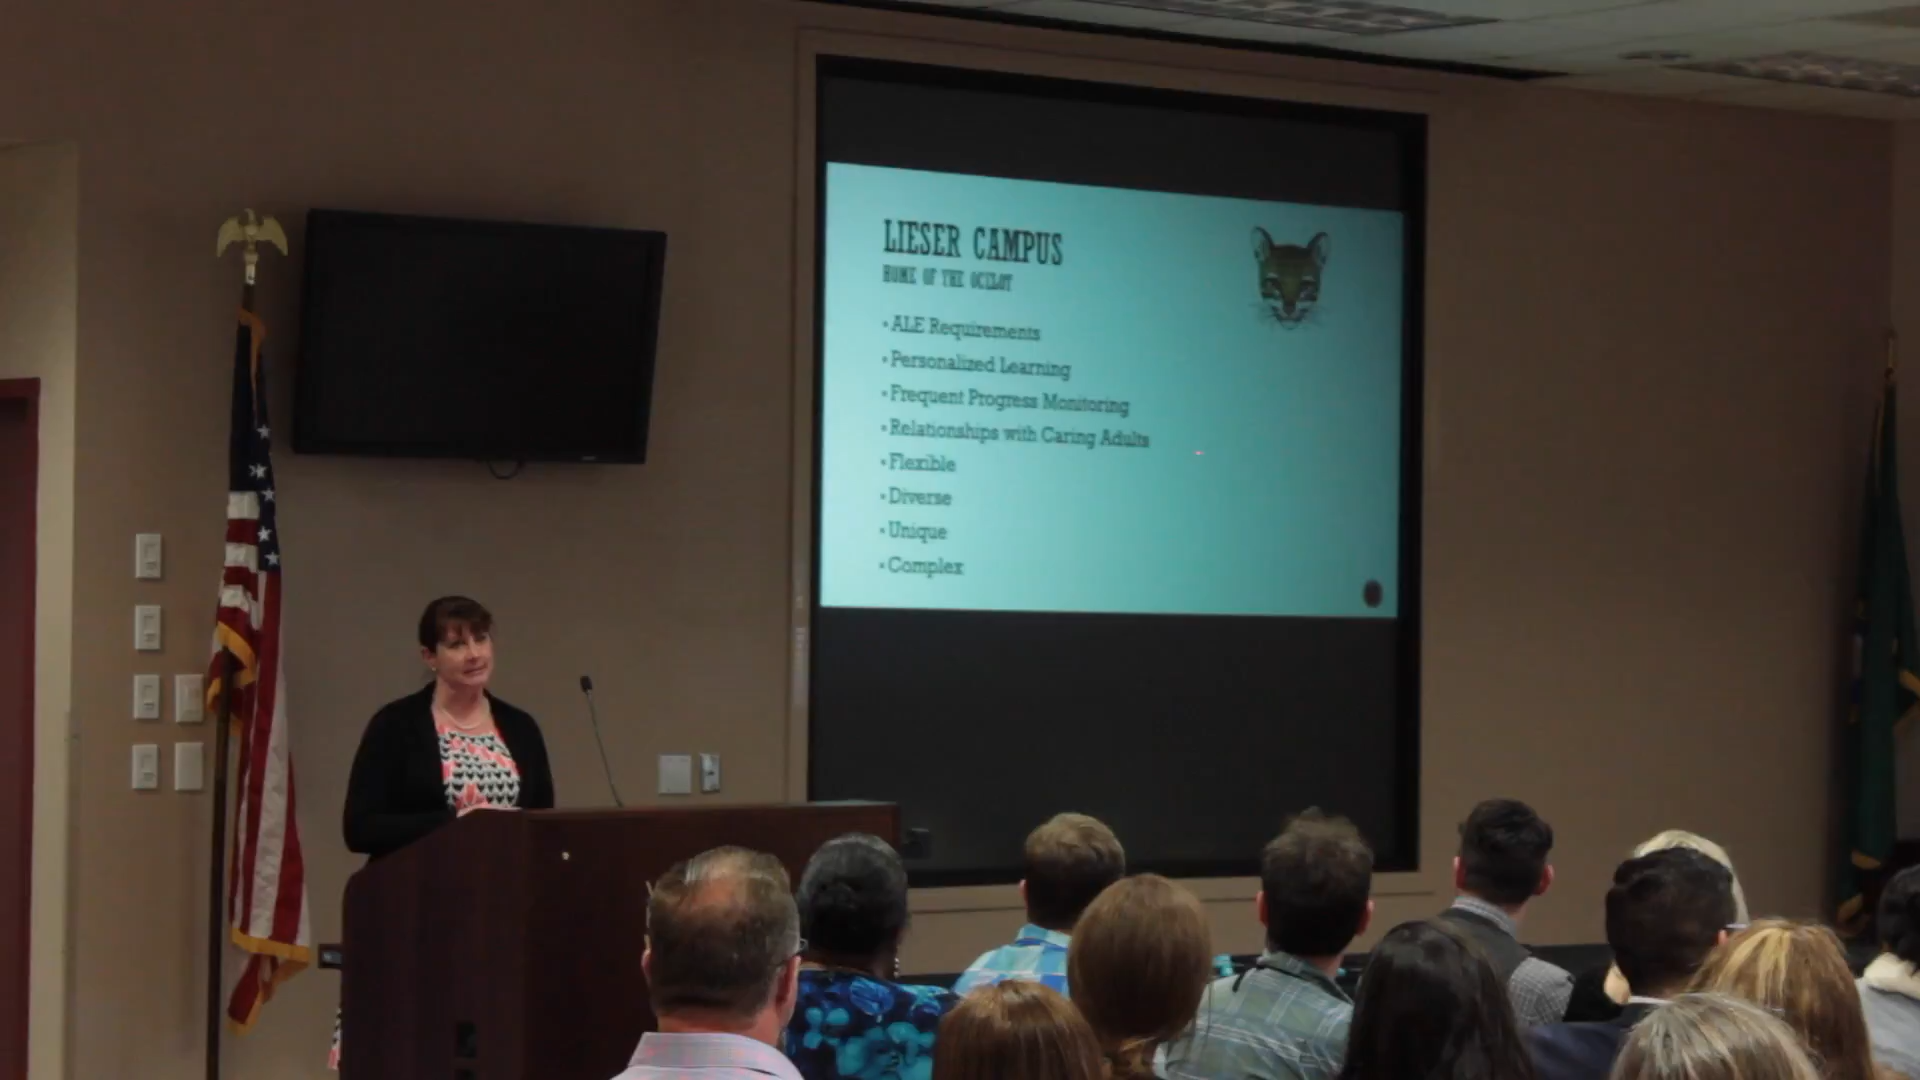 LIESER CAMPUS
HOME OF THE OCELOT
▪ ALE Requirements
▪ Personalized Learning
▪ Frequent Progress Monitoring
▪ Relationships with Caring Adults
▪ Flexible
▪ Diverse
▪ Unique
▪ Complex